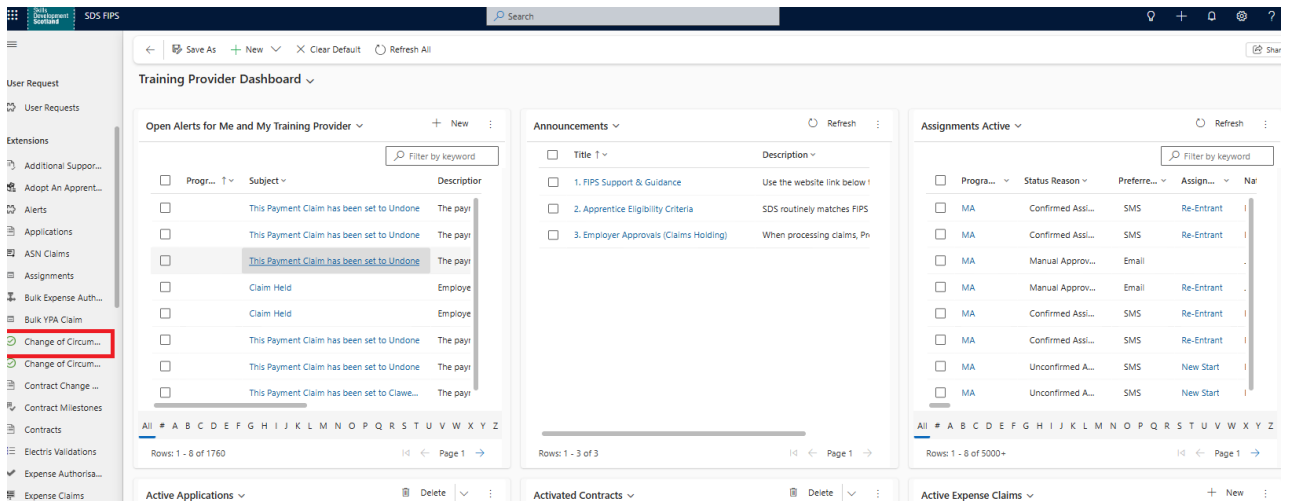 Skills
Development
Scotland
SDS FIPS
Search
?
Save As
New
Clear Default
Refresh All
Shar
Training Provider Dashboard
User Request
User Requests
Extensions
Additional Suppor...
Adopt An Apprent...
Alerts
Applications
ASN Claims
Assignments
Bulk Expense Auth...
Bulk YPA Claim
Change of Circum...
Change of Circum...
Contract Change ...
Contract Milestones
Contracts
Electris Validations
Expense Authorisa...
Expense Claims
Open Alerts for Me and My Training Provider
New
Filter by keyword
Progr... Subject Description
This Payment Claim has been set to Undone The payr
This Payment Claim has been set to Undone The payr
This Payment Claim has been set to Undone The payr
Claim Held Employe
Claim Held Employe
This Payment Claim has been set to Undone The payr
This Payment Claim has been set to Undone The payr
This Payment Claim has been set to Clawe... The payr
All # A B C D E F G H I J K L M N O P Q R S T U V W X Y Z
Rows: 1 - 8 of 1760 Page 1
Announcements
Refresh
Title Description
1. FIPS Support & Guidance Use the website link below t
2. Apprentice Eligibility Criteria SDS routinely matches FIPS
3. Employer Approvals (Claims Holding) When processing claims, Pr
Rows: 1 - 3 of 3 Page 1
Assignments Active
Refresh
Filter by keyword
Progra... Status Reason Preferre... Assign... Nat
MA Confirmed Assi... SMS Re-Entrant
MA Confirmed Assi... SMS Re-Entrant
MA Manual Approv... Email
MA Manual Approv... Email Re-Entrant
MA Confirmed Assi... SMS Re-Entrant
MA Confirmed Assi... SMS Re-Entrant
MA Unconfirmed A... SMS New Start
MA Unconfirmed A... SMS New Start
All # A B C D E F G H I J K L M N O P Q R S T U V W X Y Z
Rows: 1 - 8 of 5000+ Page 1
Active Applications
Delete
Activated Contracts
Delete
Active Expense Claims
New